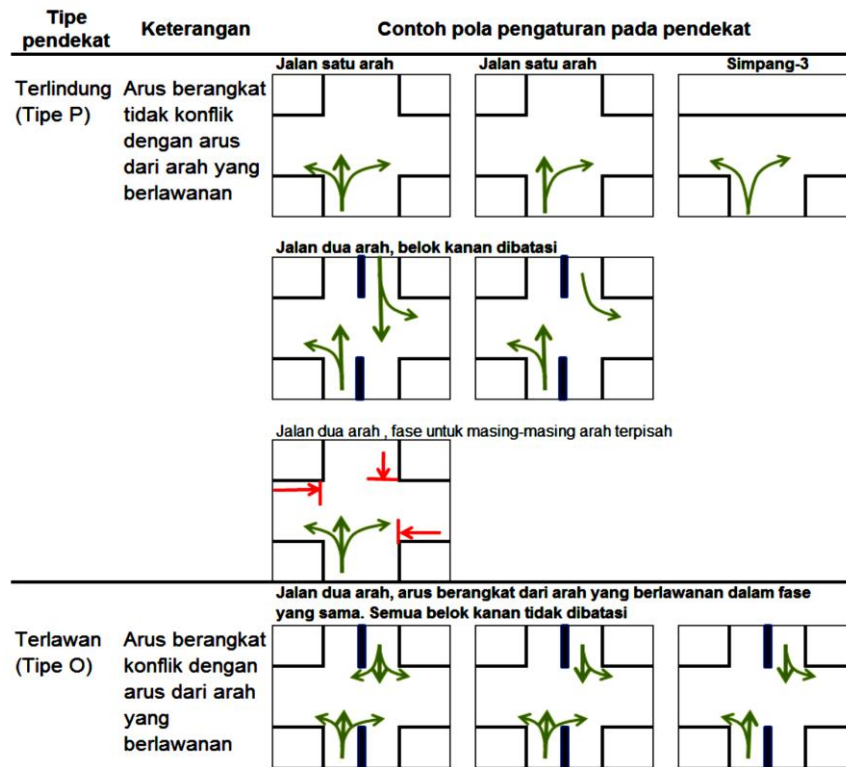 Tipe
pendekat
Keterangan
Contoh pola pengaturan pada pendekat
Jalan satu arah
Jalan satu arah
Simpang-3
Terlindung
(Tipe P)
Arus berangkat
tidak konflik
dengan arus
dari arah yang
berlawanan
Jalan dua arah, belok kanan dibatasi
Jalan dua arah , fase untuk masing-masing arah terpisah
Jalan dua arah, arus berangkat dari arah yang berlawanan dalam fase
yang sama. Semua belok kanan tidak dibatasi
Terlawan
(Tipe O)
Arus berangkat
konflik dengan
arus dari arah
yang
berlawanan